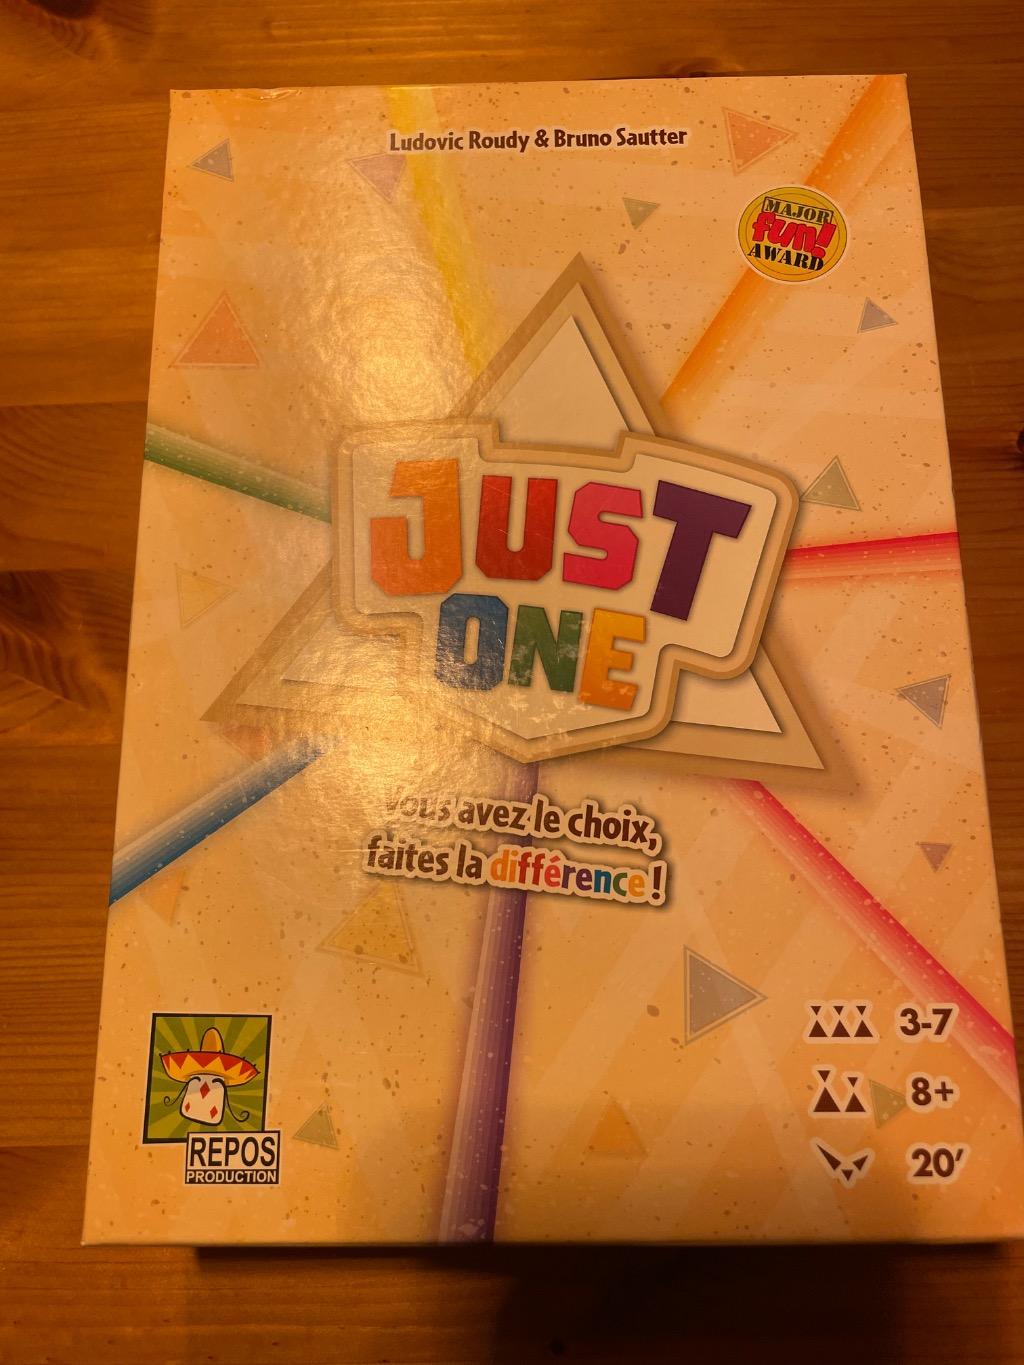 Ludovic Roudy & Bruno Sautter
MAJOR
fun!
AWARD
JUST
ONE
Vous avez le choix,
faites la différence !
3-7
8+
20'
REPOS
PRODUCTION